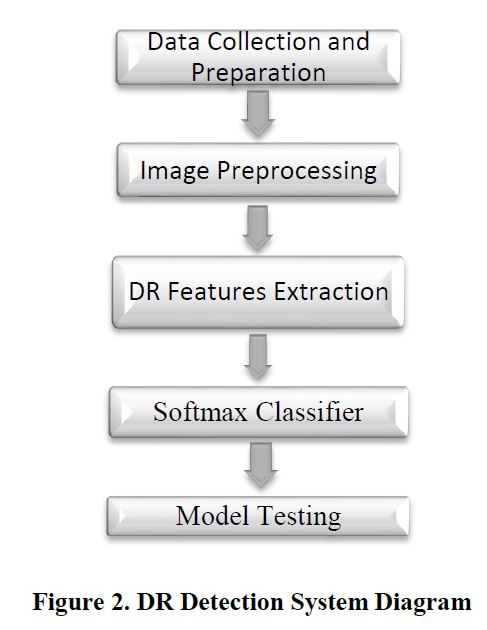 Data Collection and
Preparation
Image Preprocessing
DR Features Extraction
Softmax Classifier
Model Testing
Figure 2. DR Detection System Diagram